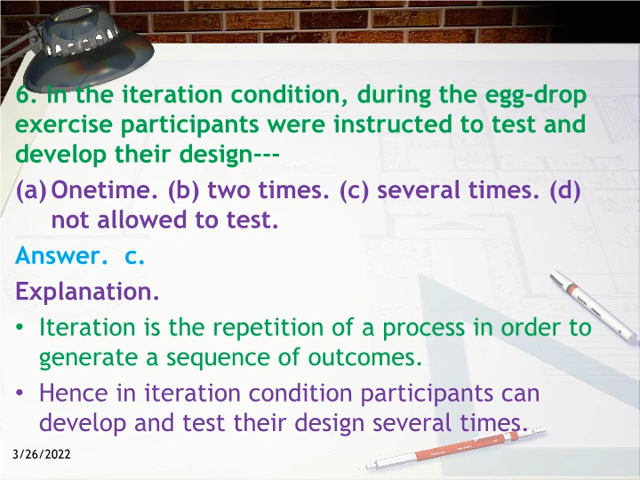 6. In the iteration condition, during the egg-drop
exercise participants were instructed to test and
develop their design---
(a) Onetime. (b) two times. (c) several times. (d)
not allowed to test.
Answer. c.
Explanation.
• Iteration is the repetition of a process in order to
generate a sequence of outcomes.
• Hence in iteration condition participants can
develop and test their design several times.
3/26/2022